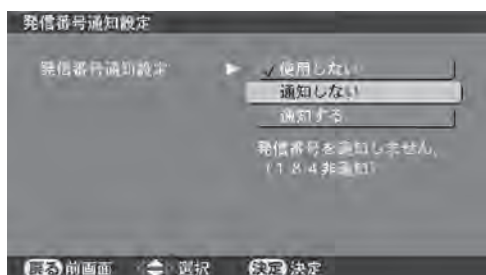 発信番号通知設定
発信番号通知設定 ▶ ✓使用しない
通知しない
通知する
発信番号を通知しません。
(184非通知)
戻る 前画面 選択 決定 決定